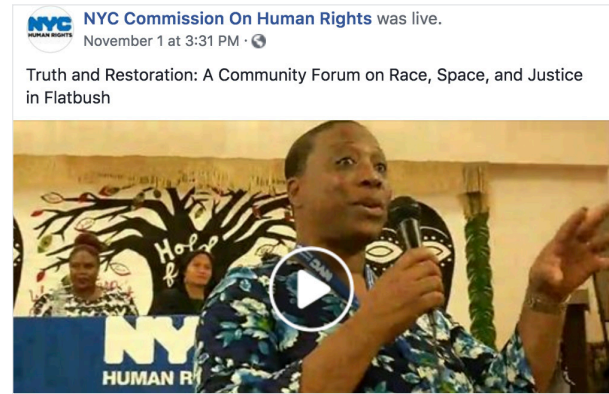 NYC
HUMAN RIGHTS
NYC Commission On Human Rights was live.
November 1 at 3:31 PM ·
Truth and Restoration: A Community Forum on Race, Space, and Justice
in Flatbush
NY
HUMAN R